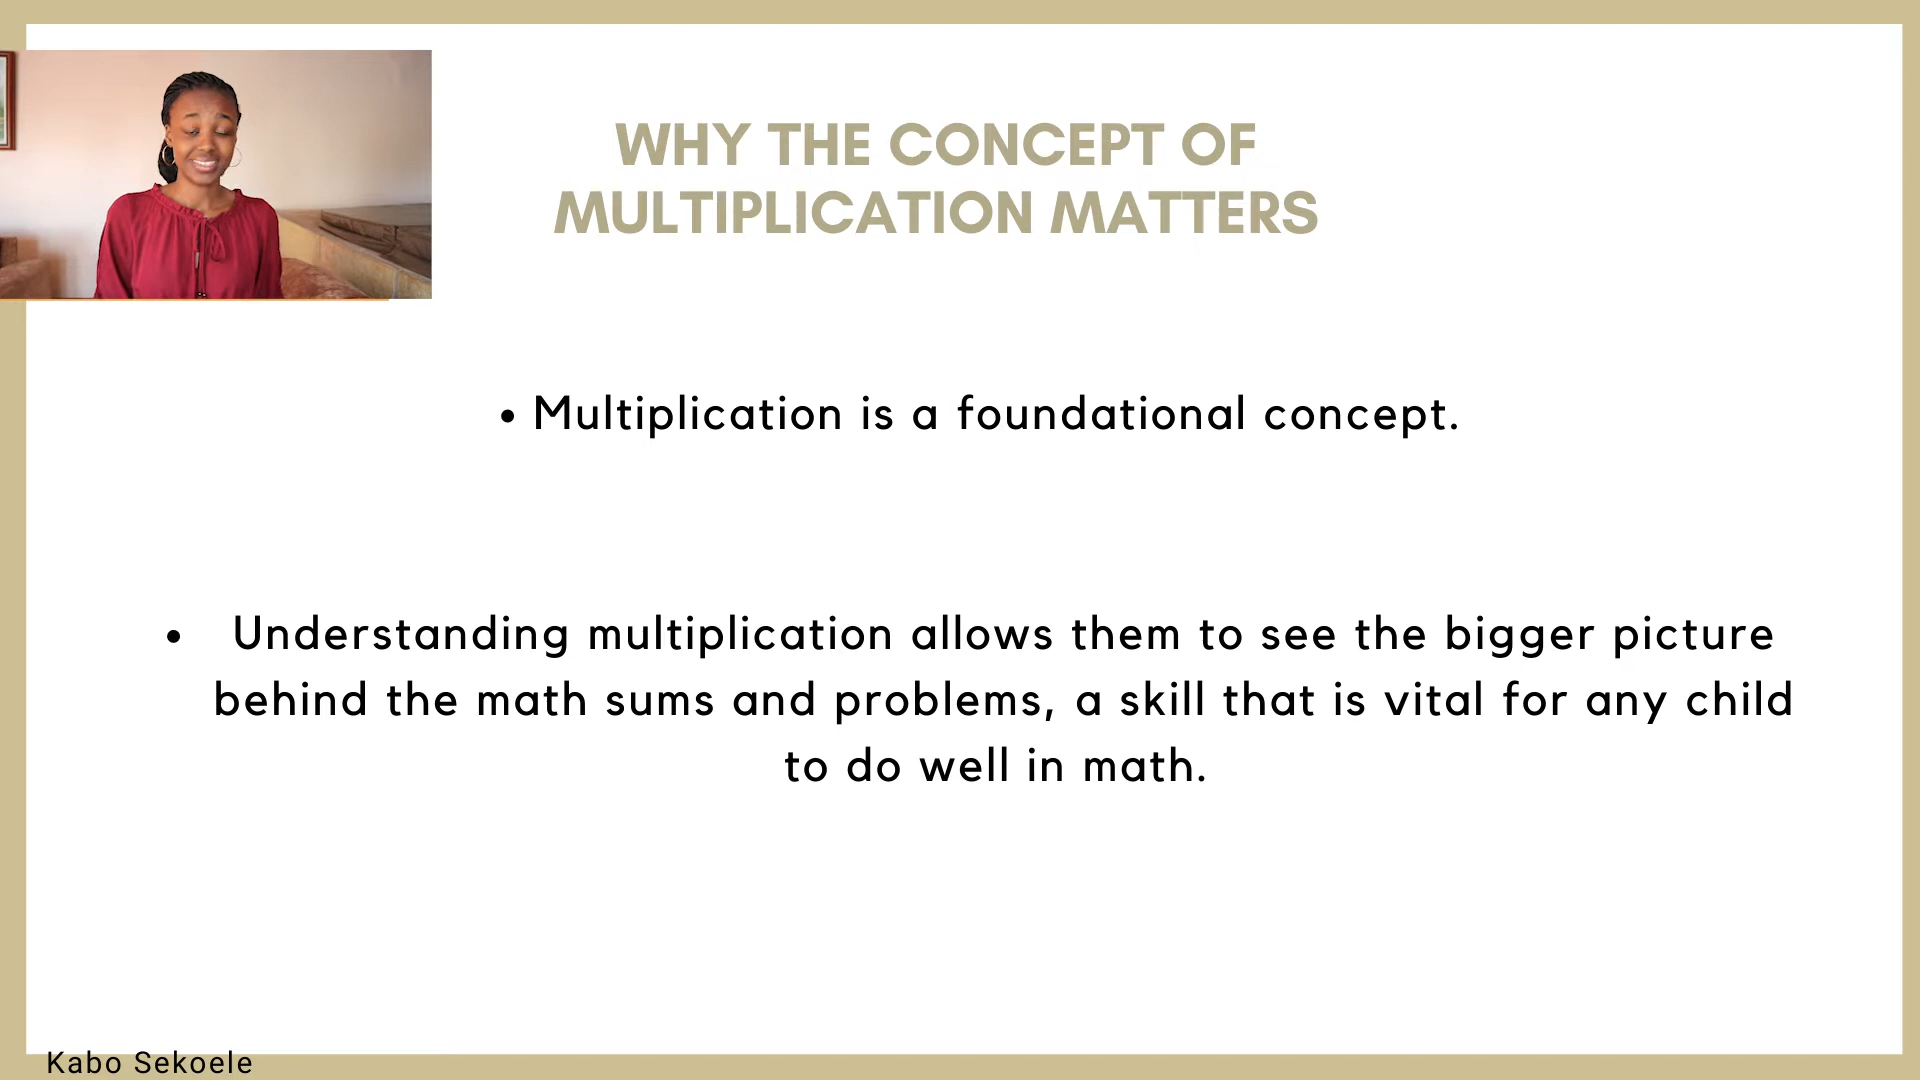 WHY THE CONCEPT OF
MULTIPLICATION MATTERS
• Multiplication is a foundational concept.
• Understanding multiplication allows them to see the bigger picture
behind the math sums and problems, a skill that is vital for any child
to do well in math.
Kabo Sekoele